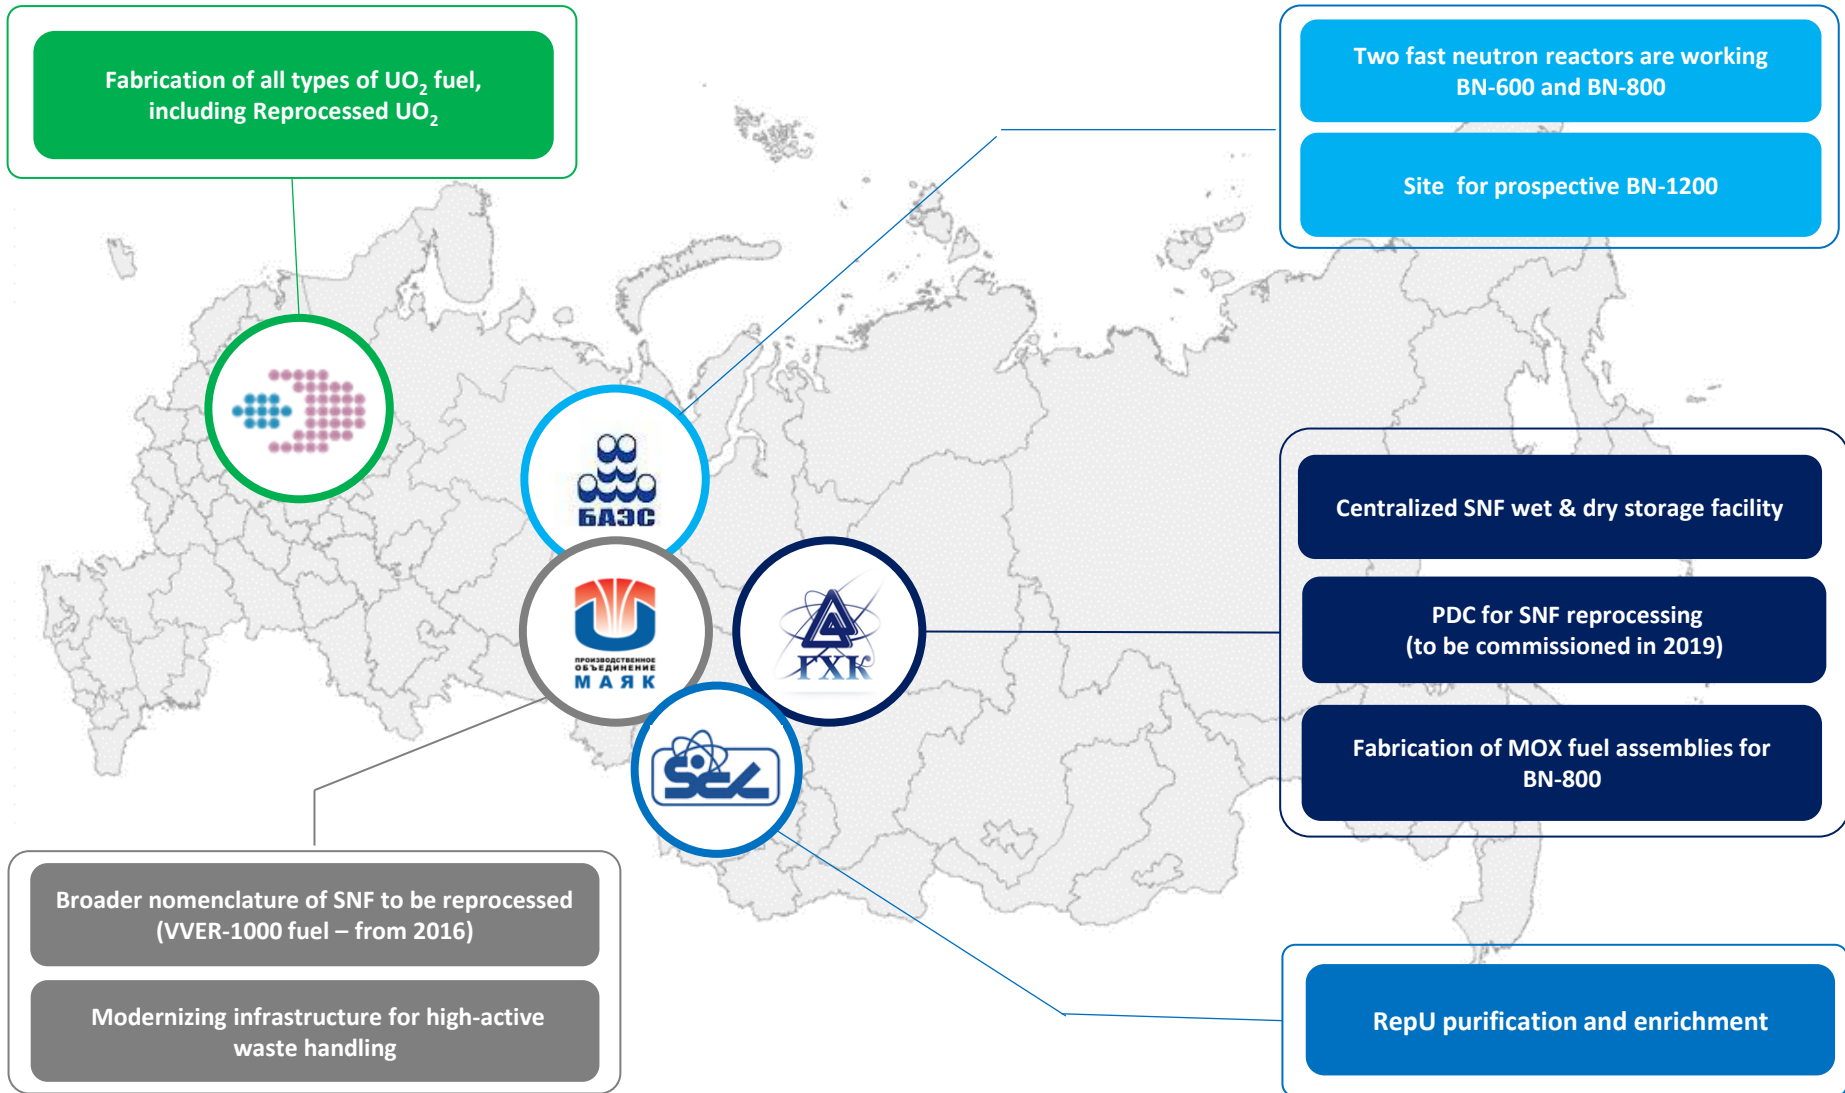 Fabrication of all types of UO₂ fuel,
including Reprocessed UO₂
Two fast neutron reactors are working
BN-600 and BN-800
Site for prospective BN-1200
БАЭС
ПРОИЗВОДСТВЕННОЕ
ОБЪЕДИНЕНИЕ
МАЯК
ГХК
Centralized SNF wet & dry storage facility
PDC for SNF reprocessing
(to be commissioned in 2019)
Fabrication of MOX fuel assemblies for
BN-800
Broader nomenclature of SNF to be reprocessed
(VVER-1000 fuel – from 2016)
Modernizing infrastructure for high-active
waste handling
RepU purification and enrichment